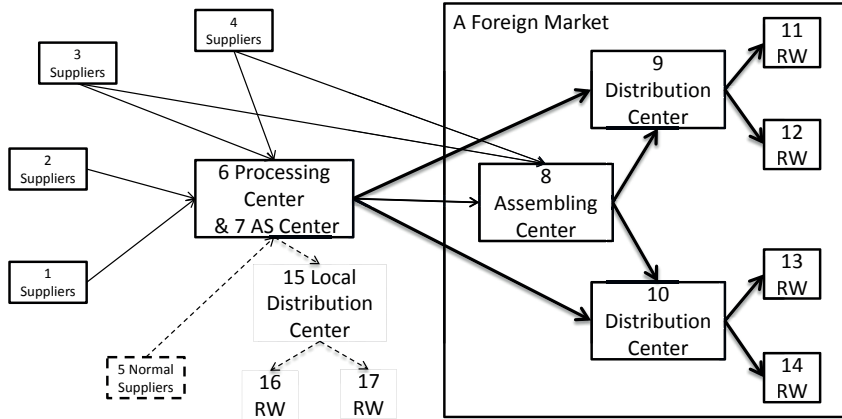 4
Suppliers
A Foreign Market
11
RW
3
Suppliers
9
Distribution
Center
12
RW
2
Suppliers
6 Processing
Center
& 7 AS Center
8
Assembling
Center
1
Suppliers
15 Local
Distribution
Center
13
RW
10
Distribution
Center
5 Normal
Suppliers
16
RW
17
RW
14
RW